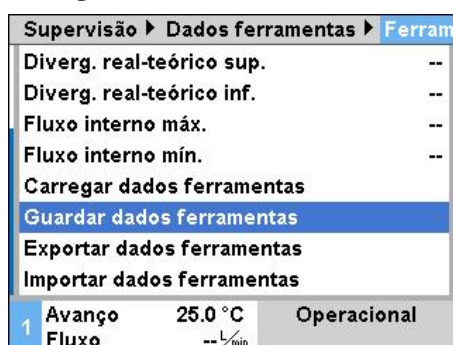 Supervisão ▶ Dados ferramentas ▶ Ferram
Diverg. real-teórico sup. --
Diverg. real-teórico inf. --
Fluxo interno máx. --
Fluxo interno mín. --
Carregar dados ferramentas
Guardar dados ferramentas
Exportar dados ferramentas
Importar dados ferramentas
1 Avanço 25.0 °C Operacional
Fluxo -- L/min